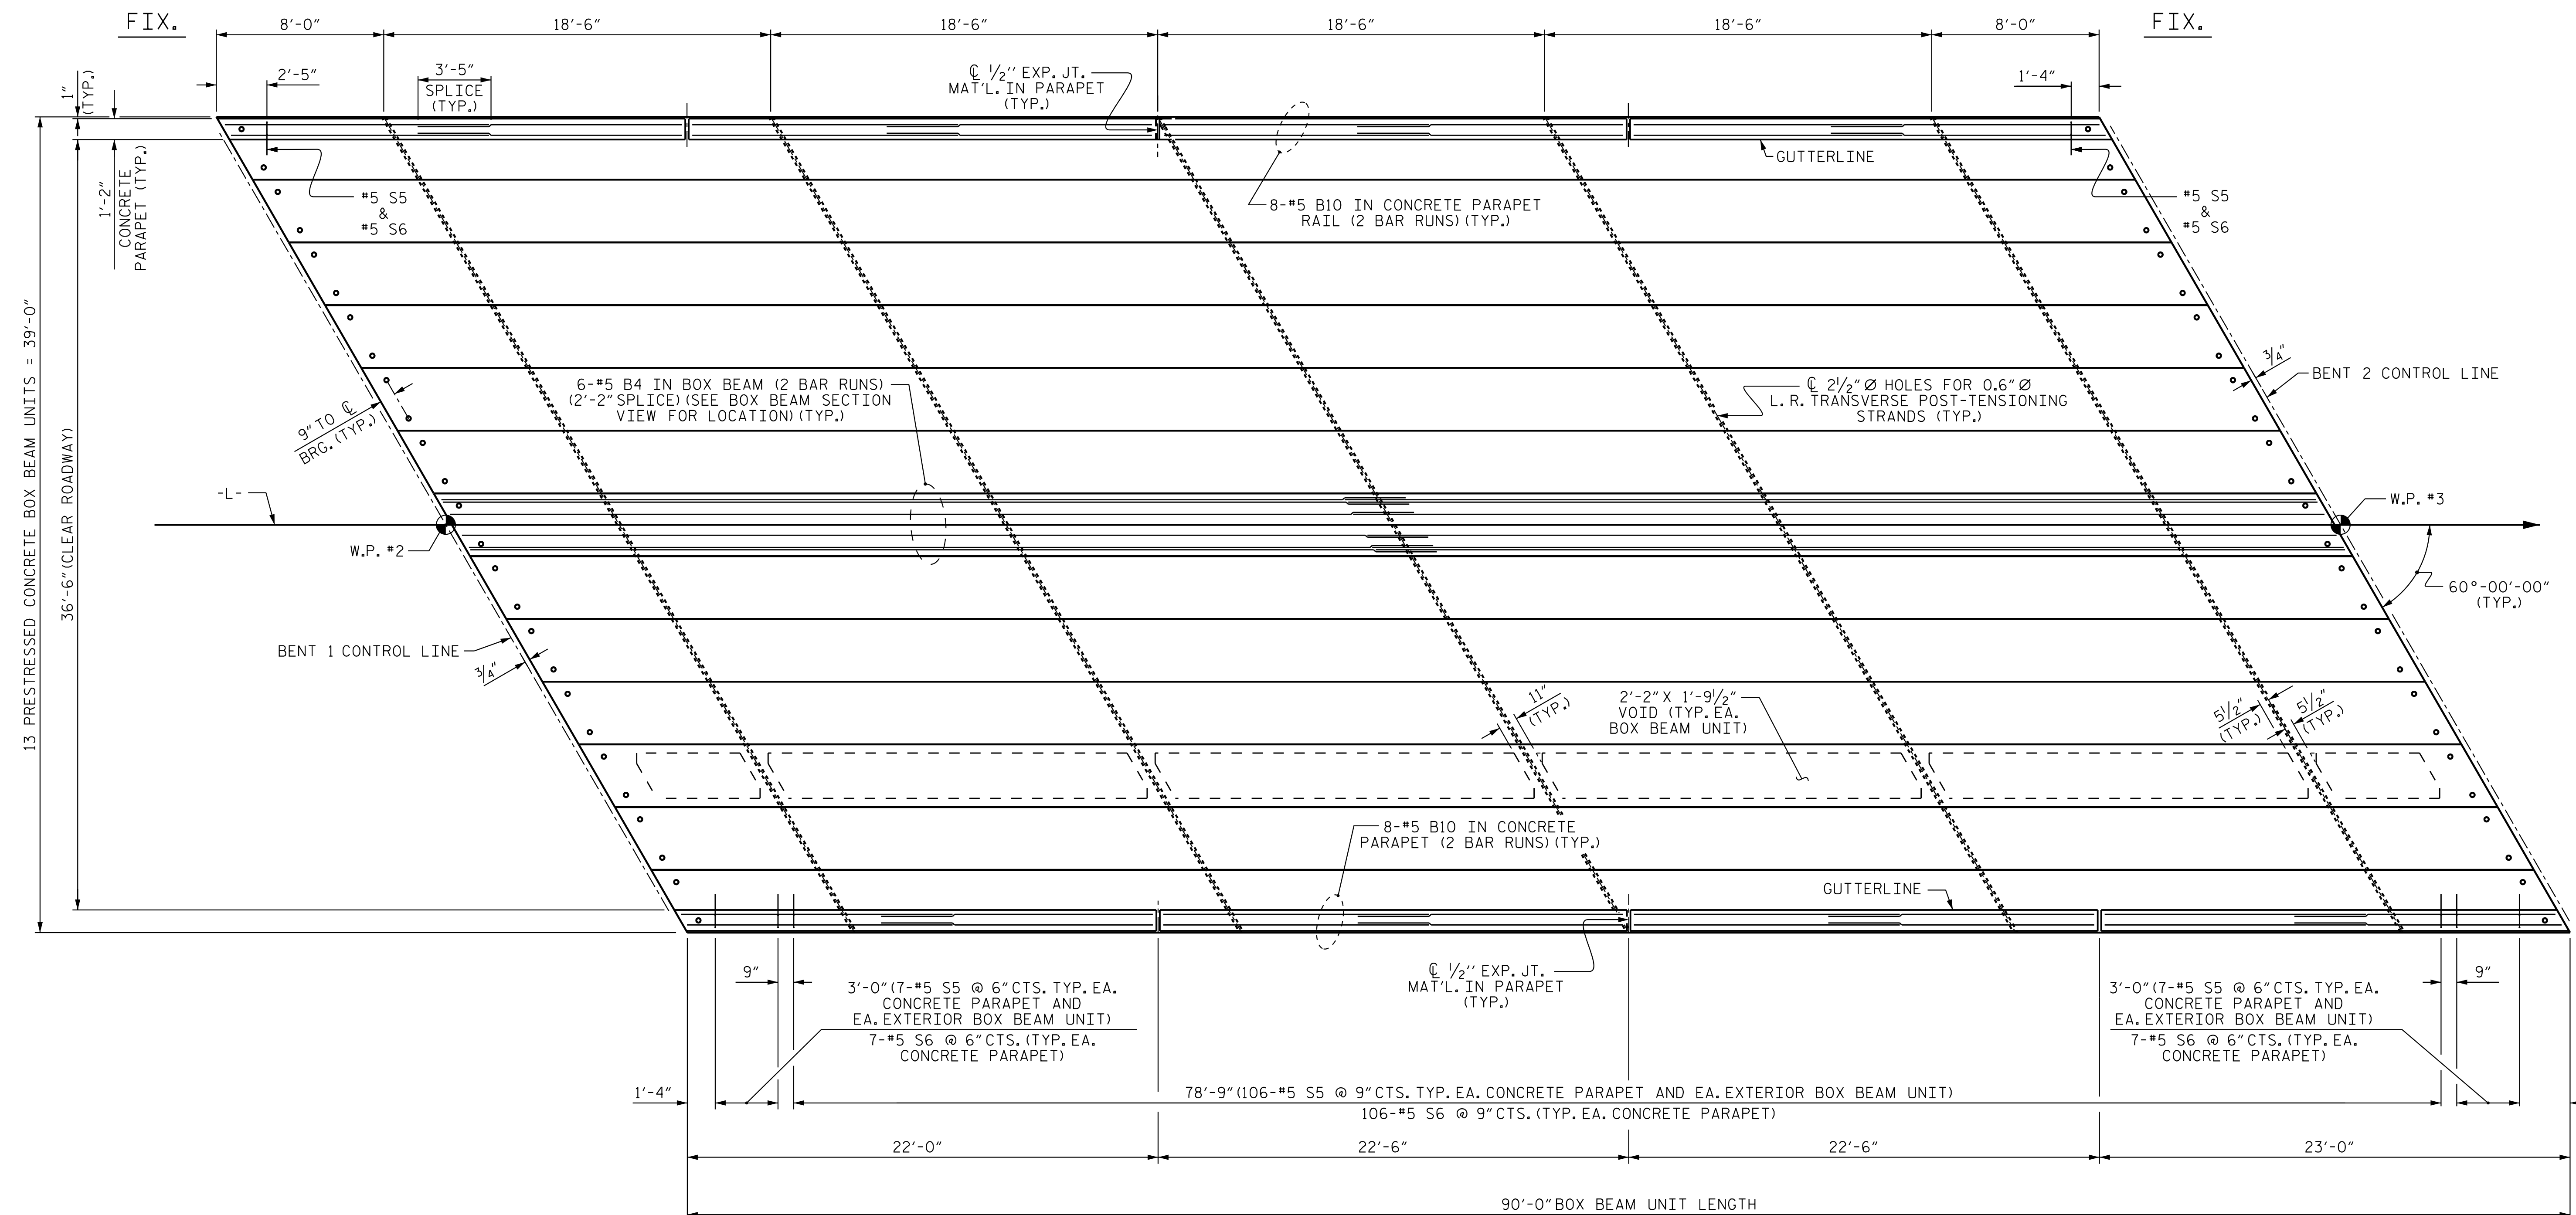 FIX.
FIX.
8'-0"
18'-6"
18'-6"
18'-6"
18'-6"
8'-0"
1"
(TYP.)
2'-5"
3'-5"
SPLICE
(TYP.)
℄ 1/2'' EXP. JT.
MAT'L. IN PARAPET
(TYP.)
1'-4"
1'-2"
CONCRETE
PARAPET (TYP.)
GUTTERLINE
#5 S5
&
#5 S6
8-#5 B10 IN CONCRETE PARAPET
RAIL (2 BAR RUNS) (TYP.)
#5 S5
&
#5 S6
13 PRESTRESSED CONCRETE BOX BEAM UNITS = 39'-0"
36'-6" (CLEAR ROADWAY)
3/4"
BENT 2 CONTROL LINE
6-#5 B4 IN BOX BEAM (2 BAR RUNS)
(2'-2" SPLICE) (SEE BOX BEAM SECTION
VIEW FOR LOCATION) (TYP.)
℄ 2 1/2" Ø HOLES FOR 0.6" Ø
L. R. TRANSVERSE POST-TENSIONING
STRANDS (TYP.)
9" TO ℄
BRG. (TYP.)
-L-
W.P. #3
W.P. #2
60°-00'-00"
(TYP.)
BENT 1 CONTROL LINE
3/4"
11"
(TYP.)
2'-2" X 1'-9 1/2"
VOID (TYP. EA.
BOX BEAM UNIT)
5 1/2"
(TYP.)
5 1/2"
(TYP.)
8-#5 B10 IN CONCRETE
PARAPET (2 BAR RUNS) (TYP.)
GUTTERLINE
9"
3'-0" (7-#5 S5 @ 6" CTS. TYP. EA.
CONCRETE PARAPET AND
EA. EXTERIOR BOX BEAM UNIT)
7-#5 S6 @ 6" CTS. (TYP. EA.
CONCRETE PARAPET)
℄ 1/2'' EXP. JT.
MAT'L. IN PARAPET
(TYP.)
3'-0" (7-#5 S5 @ 6" CTS. TYP. EA.
CONCRETE PARAPET AND
EA. EXTERIOR BOX BEAM UNIT)
7-#5 S6 @ 6" CTS. (TYP. EA.
CONCRETE PARAPET)
9"
1'-4"
78'-9" (106-#5 S5 @ 9" CTS. TYP. EA. CONCRETE PARAPET AND EA. EXTERIOR BOX BEAM UNIT)
106-#5 S6 @ 9" CTS. (TYP. EA. CONCRETE PARAPET)
22'-0"
22'-6"
22'-6"
23'-0"
90'-0" BOX BEAM UNIT LENGTH